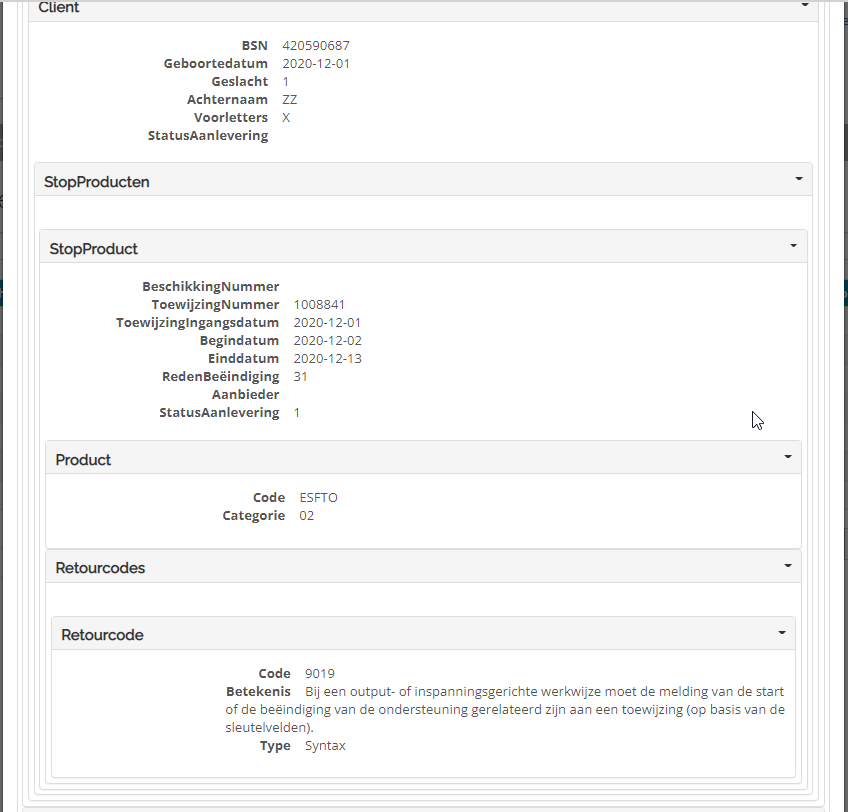 Client
BSN 420590687
Geboortedatum 2020-12-01
Geslacht 1
Achternaam ZZ
Voorletters X
StatusAanlevering
StopProducten
StopProduct
BeschikkingNummer
ToewijzingNummer 1008841
ToewijzingIngangsdatum 2020-12-01
Begindatum 2020-12-02
Einddatum 2020-12-13
RedenBeëindiging 31
Aanbieder
StatusAanlevering 1
Product
Code ESFTO
Categorie 02
Retourcodes
Retourcode
Code 9019
Betekenis Bij een output- of inspanningsgerichte werkwijze moet de melding van de start
of de beëindiging van de ondersteuning gerelateerd zijn aan een toewijzing (op basis van de
sleutelvelden).
Type Syntax